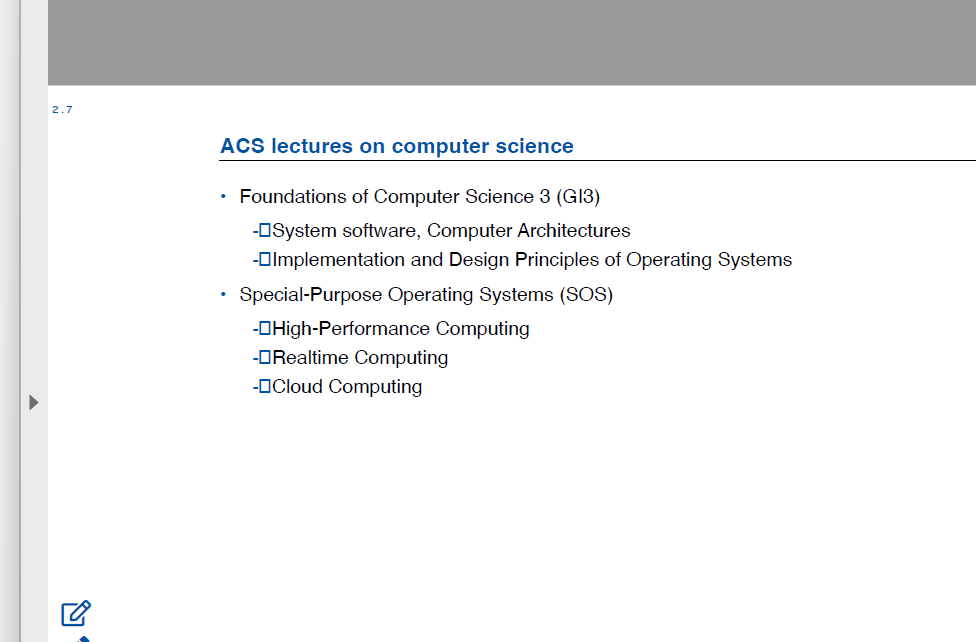 2.7
ACS lectures on computer science
• Foundations of Computer Science 3 (GI3)
-□System software, Computer Architectures
-□Implementation and Design Principles of Operating Systems
• Special-Purpose Operating Systems (SOS)
-□High-Performance Computing
-□Realtime Computing
-□Cloud Computing